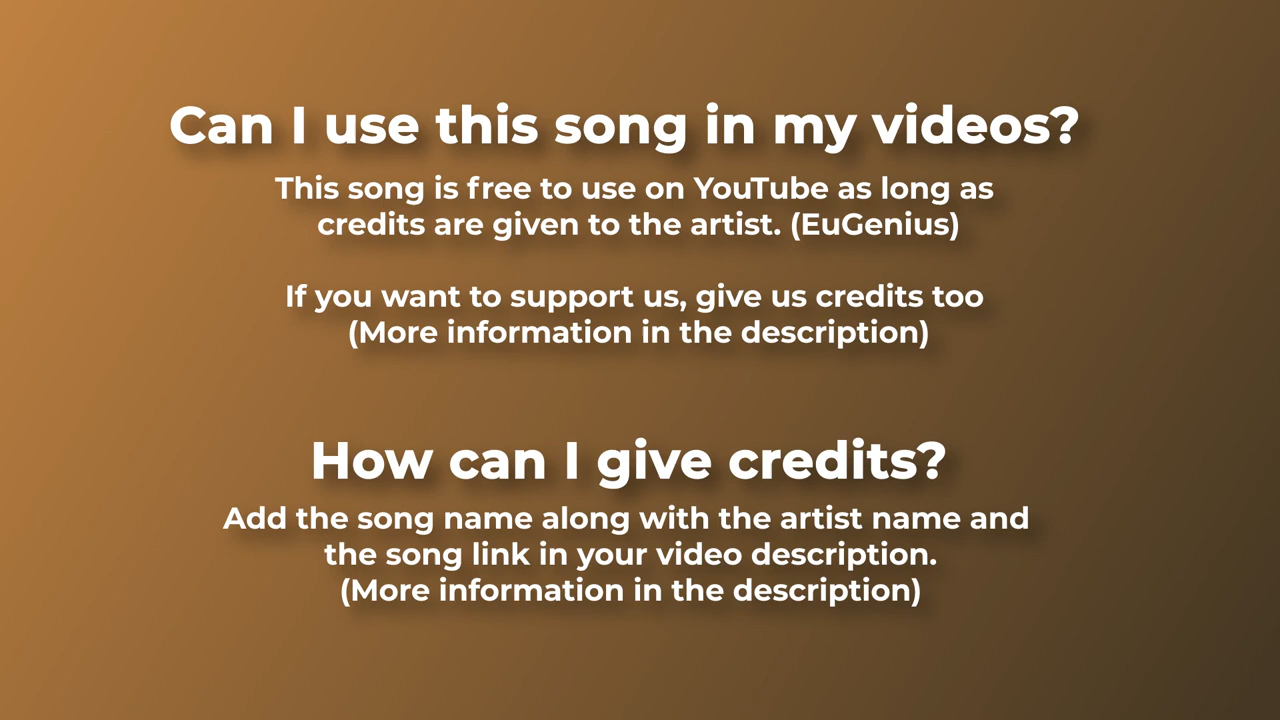 Can I use this song in my videos?
This song is free to use on YouTube as long as
credits are given to the artist. (EuGenius)
If you want to support us, give us credits too
(More information in the description)
How can I give credits?
Add the song name along with the artist name and
the song link in your video description.
(More information in the description)